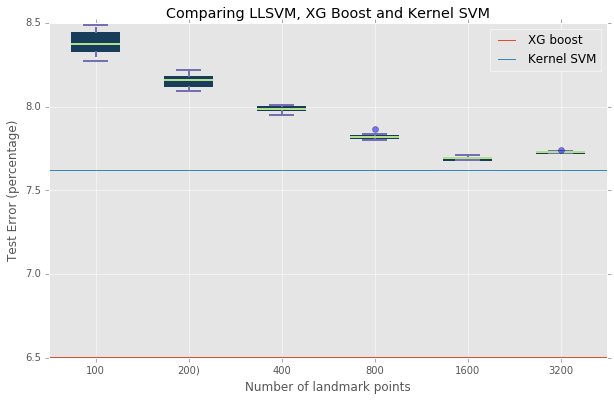 Comparing LLSVM, XG Boost and Kernel SVM
8.5
8.0
7.5
7.0
6.5
Test Error (percentage)
XG boost
Kernel SVM
100
200)
400
800
1600
3200
Number of landmark points